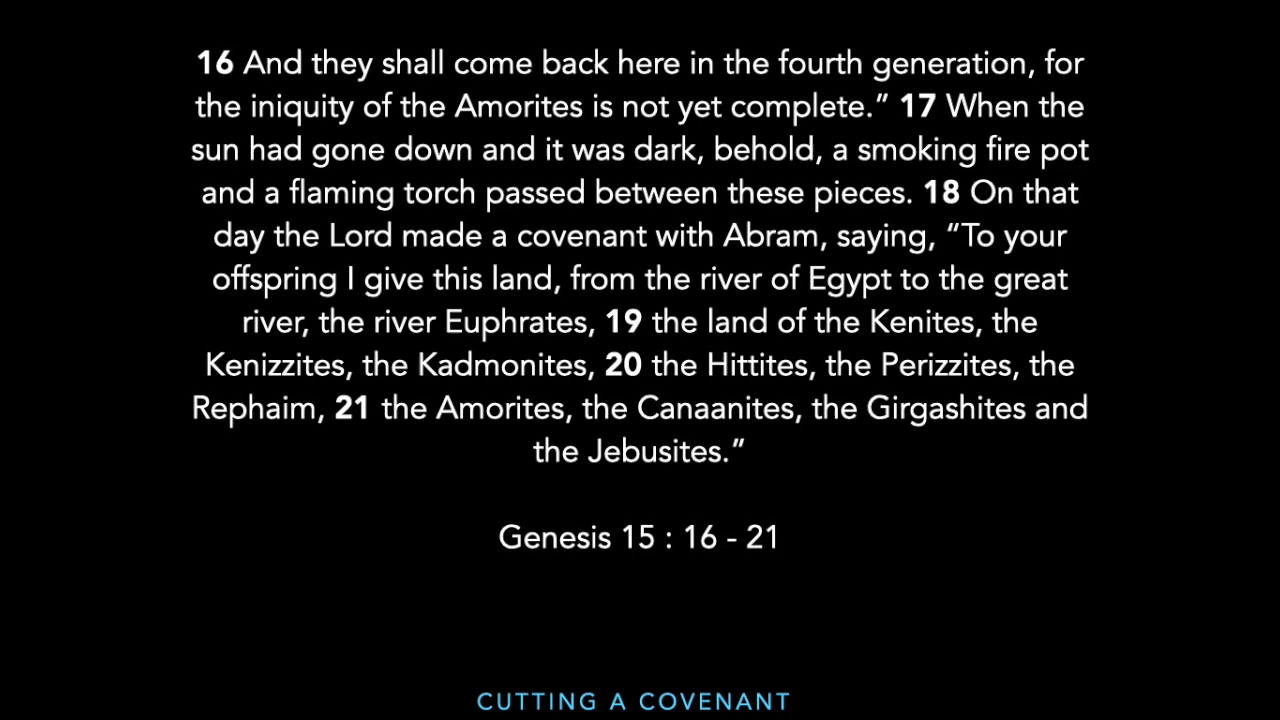 16 And they shall come back here in the fourth generation, for
the iniquity of the Amorites is not yet complete.” 17 When the
sun had gone down and it was dark, behold, a smoking fire pot
and a flaming torch passed between these pieces. 18 On that
day the Lord made a covenant with Abram, saying, “To your
offspring I give this land, from the river of Egypt to the great
river, the river Euphrates, 19 the land of the Kenites, the
Kenizzites, the Kadmonites, 20 the Hittites, the Perizzites, the
Rephaim, 21 the Amorites, the Canaanites, the Girgashites and
the Jebusites.”
Genesis 15 : 16 - 21
CUTTING A COVENANT